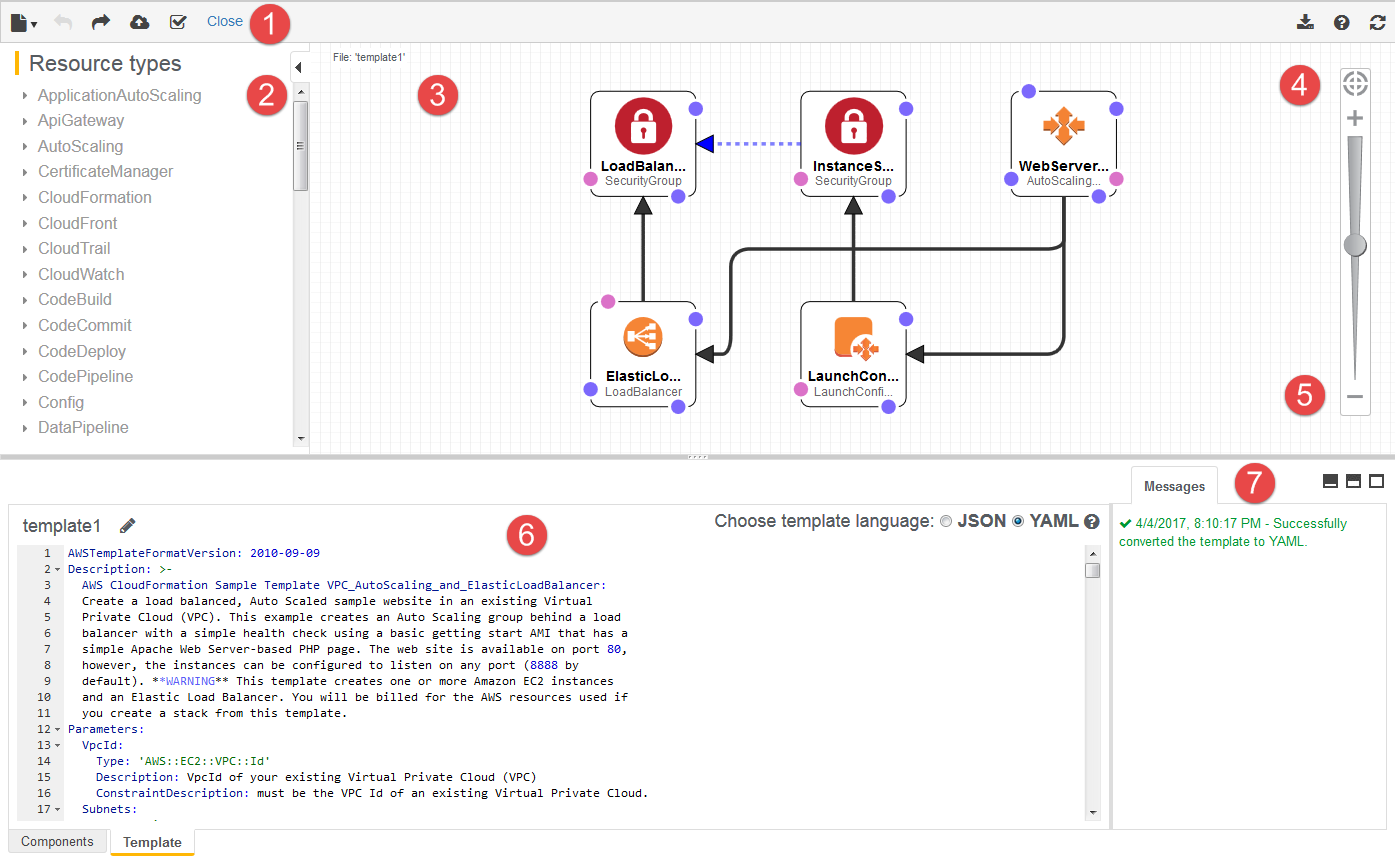 Close
1
Resource types
2
ApplicationAutoScaling
ApiGateway
AutoScaling
CertificateManager
CloudFormation
CloudFront
CloudTrail
CloudWatch
CodeBuild
CodeCommit
CodeDeploy
CodePipeline
Config
DataPipeline
File: 'template1'
3
LoadBalan...
SecurityGroup
InstanceS...
SecurityGroup
WebServer...
AutoScaling...
ElasticLo...
LoadBalancer
LaunchCon...
LaunchConfi...
4
5
template1
6
Choose template language: JSON YAML
1 AWSTemplateFormatVersion: 2010-09-09
2 Description: >-
3 AWS CloudFormation Sample Template VPC_AutoScaling_and_ElasticLoadBalancer:
4 Create a load balanced, Auto Scaled sample website in an existing Virtual
5 Private Cloud (VPC). This example creates an Auto Scaling group behind a load
6 balancer with a simple health check using a basic getting start AMI that has a
7 simple Apache Web Server-based PHP page. The web site is available on port 80,
8 however, the instances can be configured to listen on any port (8888 by
9 default). **WARNING** This template creates one or more Amazon EC2 instances
10 and an Elastic Load Balancer. You will be billed for the AWS resources used if
11 you create a stack from this template.
12 Parameters:
13 VpcId:
14 Type: 'AWS::EC2::VPC::Id'
15 Description: VpcId of your existing Virtual Private Cloud (VPC)
16 ConstraintDescription: must be the VPC Id of an existing Virtual Private Cloud.
17 Subnets:
Components
Template
Messages
7
4/4/2017, 8:10:17 PM - Successfully
converted the template to YAML.